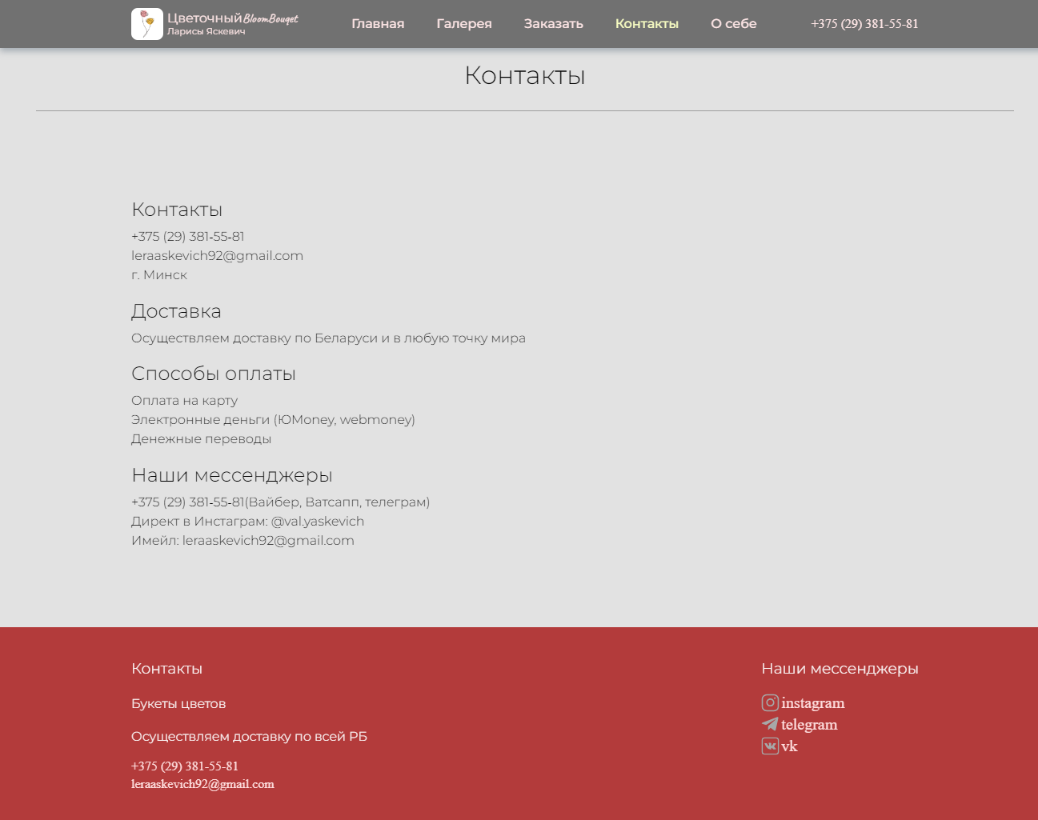 Цветочный BloomBouqet
Ларисы Яскевич
Главная Галерея Заказать Контакты О себе +375 (29) 381-55-81
Контакты
Контакты
+375 (29) 381-55-81
leraaskevich92@gmail.com
г. Минск
Доставка
Осуществляем доставку по Беларуси и в любую точку мира
Способы оплаты
Оплата на карту
Электронные деньги (ЮMoney, webmoney)
Денежные переводы
Наши мессенджеры
+375 (29) 381-55-81(Вайбер, Ватсапп, телеграм)
Директ в Инстаграм: @val.yaskevich
Имейл: leraaskevich92@gmail.com
Контакты
Букеты цветов
Осуществляем доставку по всей РБ
+375 (29) 381-55-81
leraaskevich92@gmail.com
Наши мессенджеры
instagram
telegram
vk